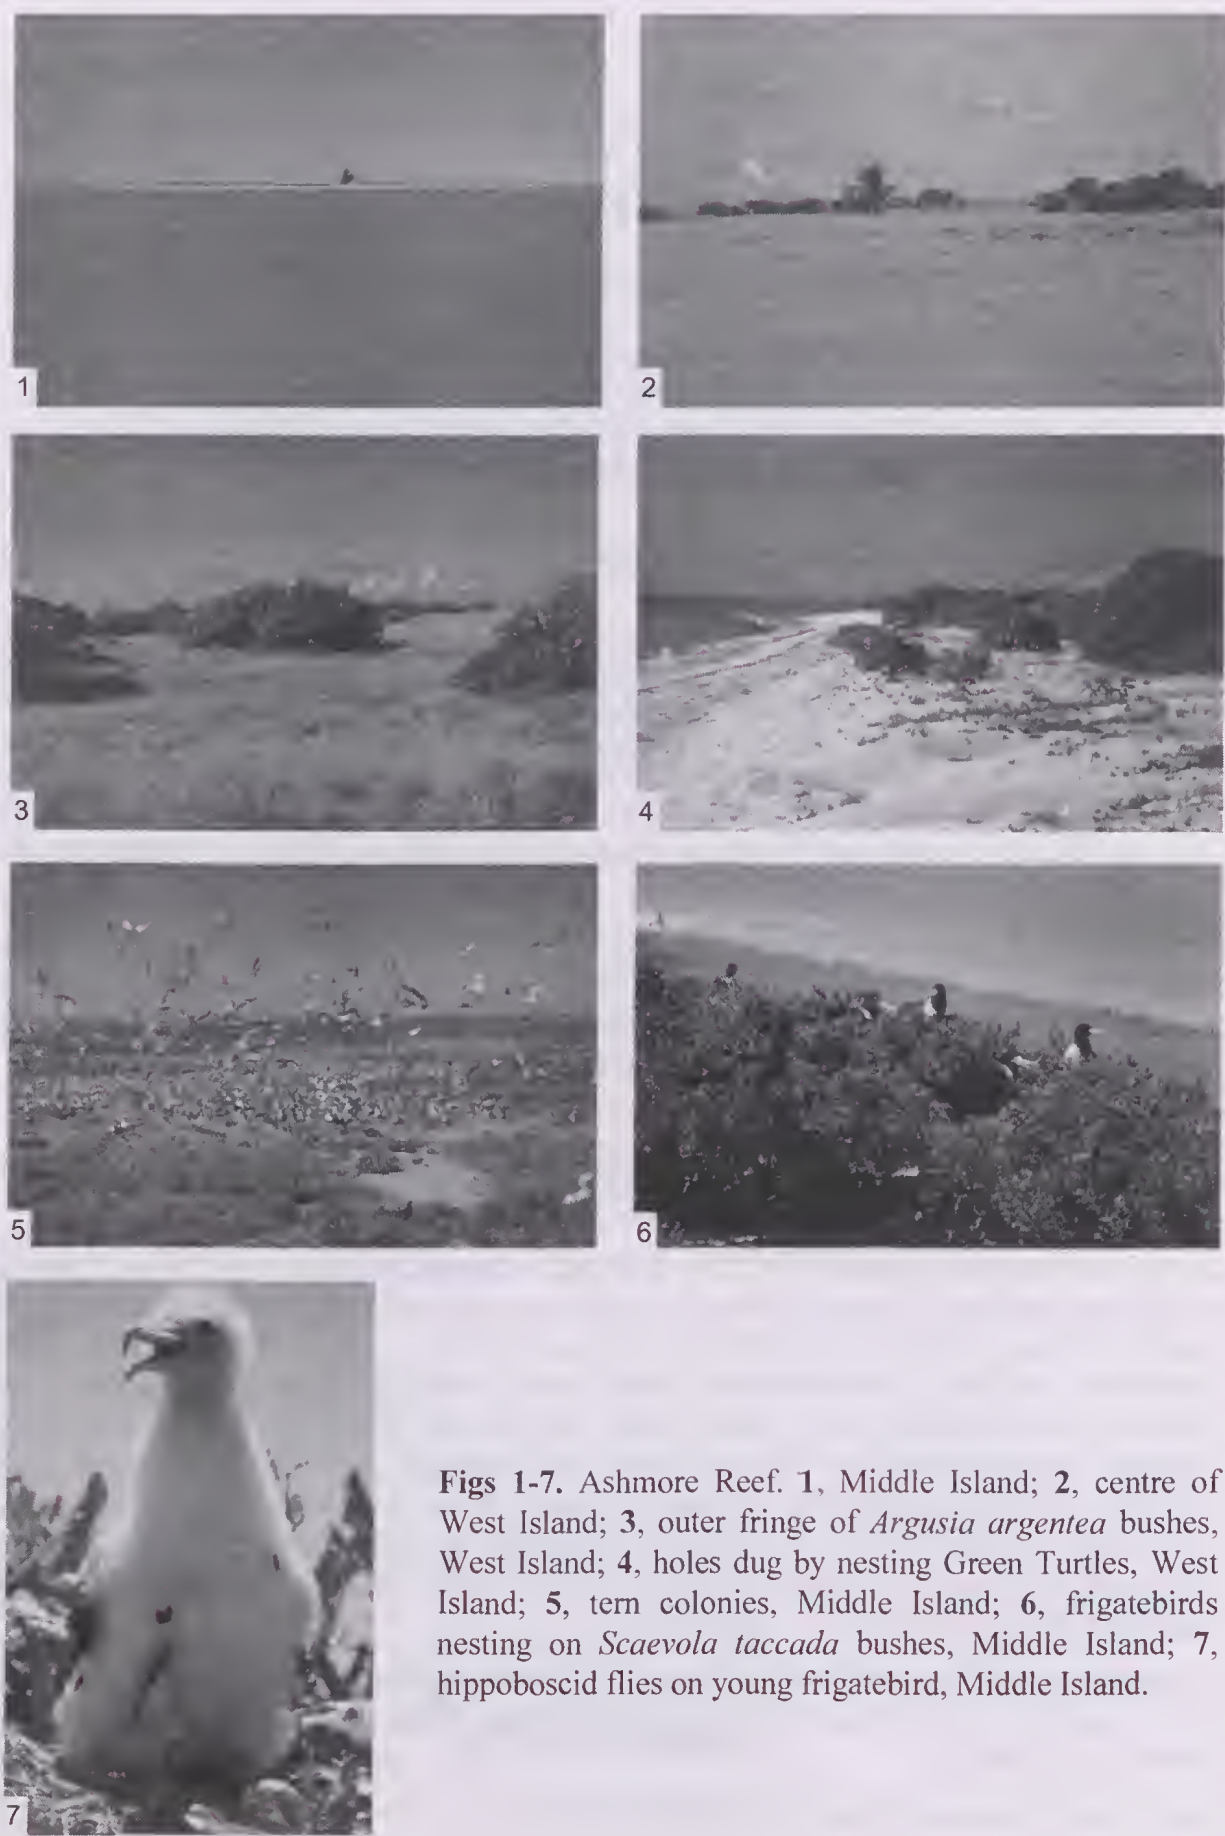 1
2
3
4
5
6
7
Figs 1-7. Ashmore Reef. 1, Middle Island; 2, centre of
West Island; 3, outer fringe of Argusia argentea bushes,
West Island; 4, holes dug by nesting Green Turtles, West
Island; 5, tern colonies, Middle Island; 6, frigatebirds
nesting on Scaevola taccada bushes, Middle Island; 7,
hippoboscid flies on young frigatebird, Middle Island.